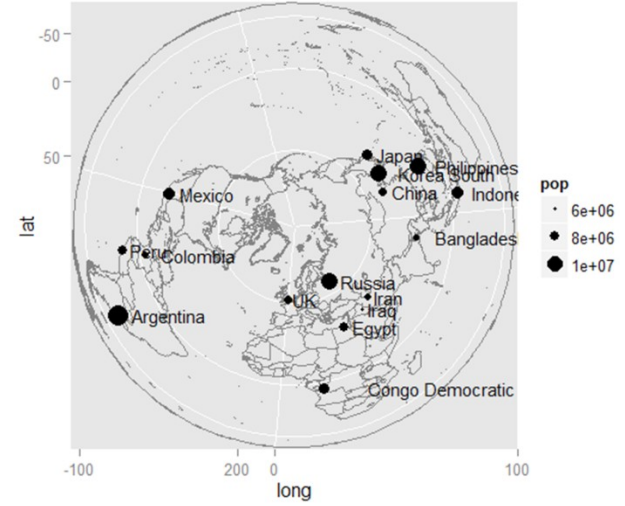 -50
0
50
lat
Japan
Philippines
Korea South
China
Indone
Mexico
Bangladesh
Peru
Colombia
Russia
Iran
UK
Iraq
Argentina
Egypt
Congo Democratic
-100
200
0
100
long
pop
6e+06
8e+06
1e+07